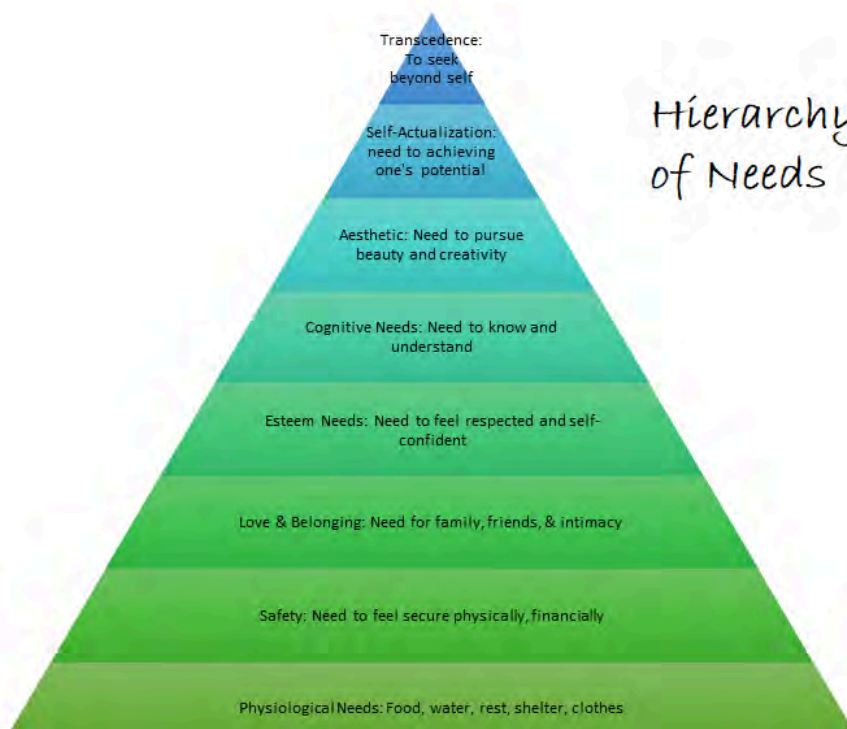 Transcedence:
To seek
beyond self
Hierarchy
of Needs
Self-Actualization:
need to achieving
one's potential
Aesthetic: Need to pursue
beauty and creativity
Cognitive Needs: Need to know and
understand
Esteem Needs: Need to feel respected and self-
confident
Love & Belonging: Need for family, friends, & intimacy
Safety: Need to feel secure physically, financially
Physiological Needs: Food, water, rest, shelter, clothes